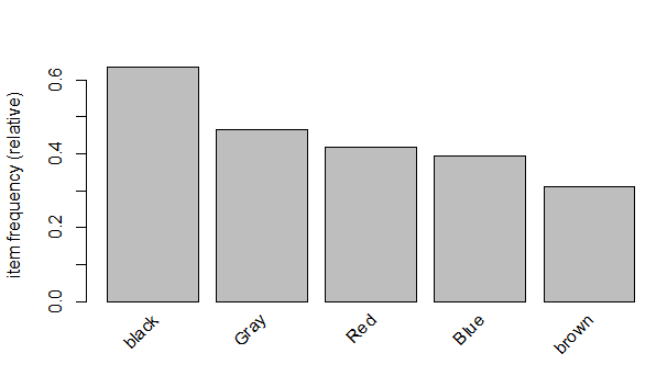 item frequency (relative)
0.6
0.4
0.2
0.0
black
Gray
Red
Blue
brown